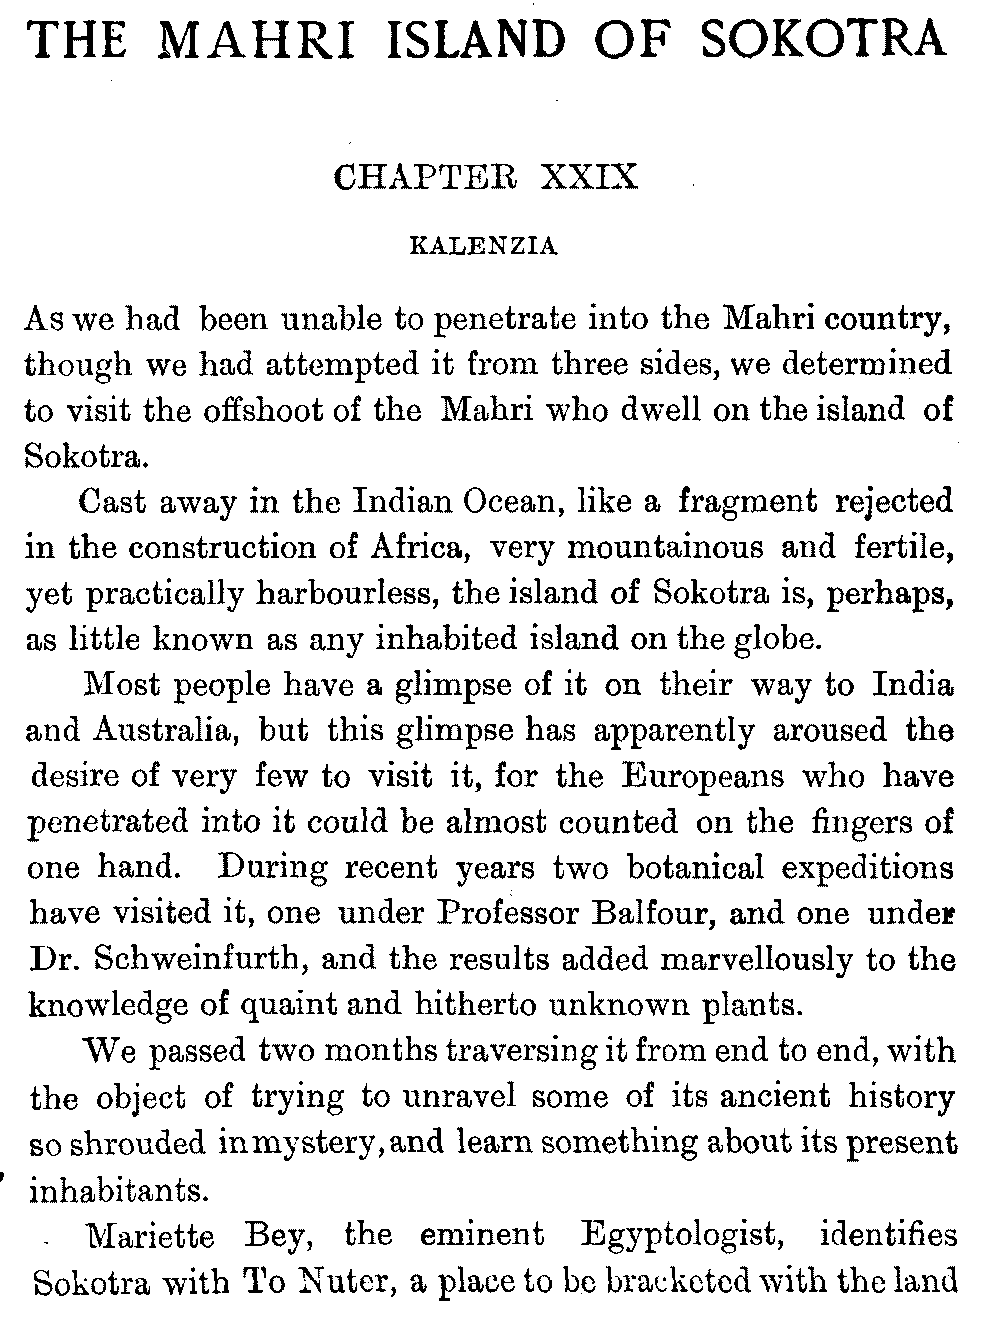 THE MAHRI ISLAND OF SOKOTRA
CHAPTER XXIX
KALENZIA
As we had been unable to penetrate into the Mahri country,
though we had attempted it from three sides, we determined
to visit the offshoot of the Mahri who dwell on the island of
Sokotra.
Cast away in the Indian Ocean, like a fragment rejected
in the construction of Africa, very mountainous and fertile,
yet practically harbourless, the island of Sokotra is, perhaps,
as little known as any inhabited island on the globe.
Most people have a glimpse of it on their way to India
and Australia, but this glimpse has apparently aroused the
desire of very few to visit it, for the Europeans who have
penetrated into it could be almost counted on the fingers of
one hand. During recent years two botanical expeditions
have visited it, one under Professor Balfour, and one under
Dr. Schweinfurth, and the results added marvellously to the
knowledge of quaint and hitherto unknown plants.
We passed two months traversing it from end to end, with
the object of trying to unravel some of its ancient history
so shrouded in mystery, and learn something about its present
inhabitants.
Mariette Bey, the eminent Egyptologist, identifies
Sokotra with To Nuter, a place to be bracketed with the land